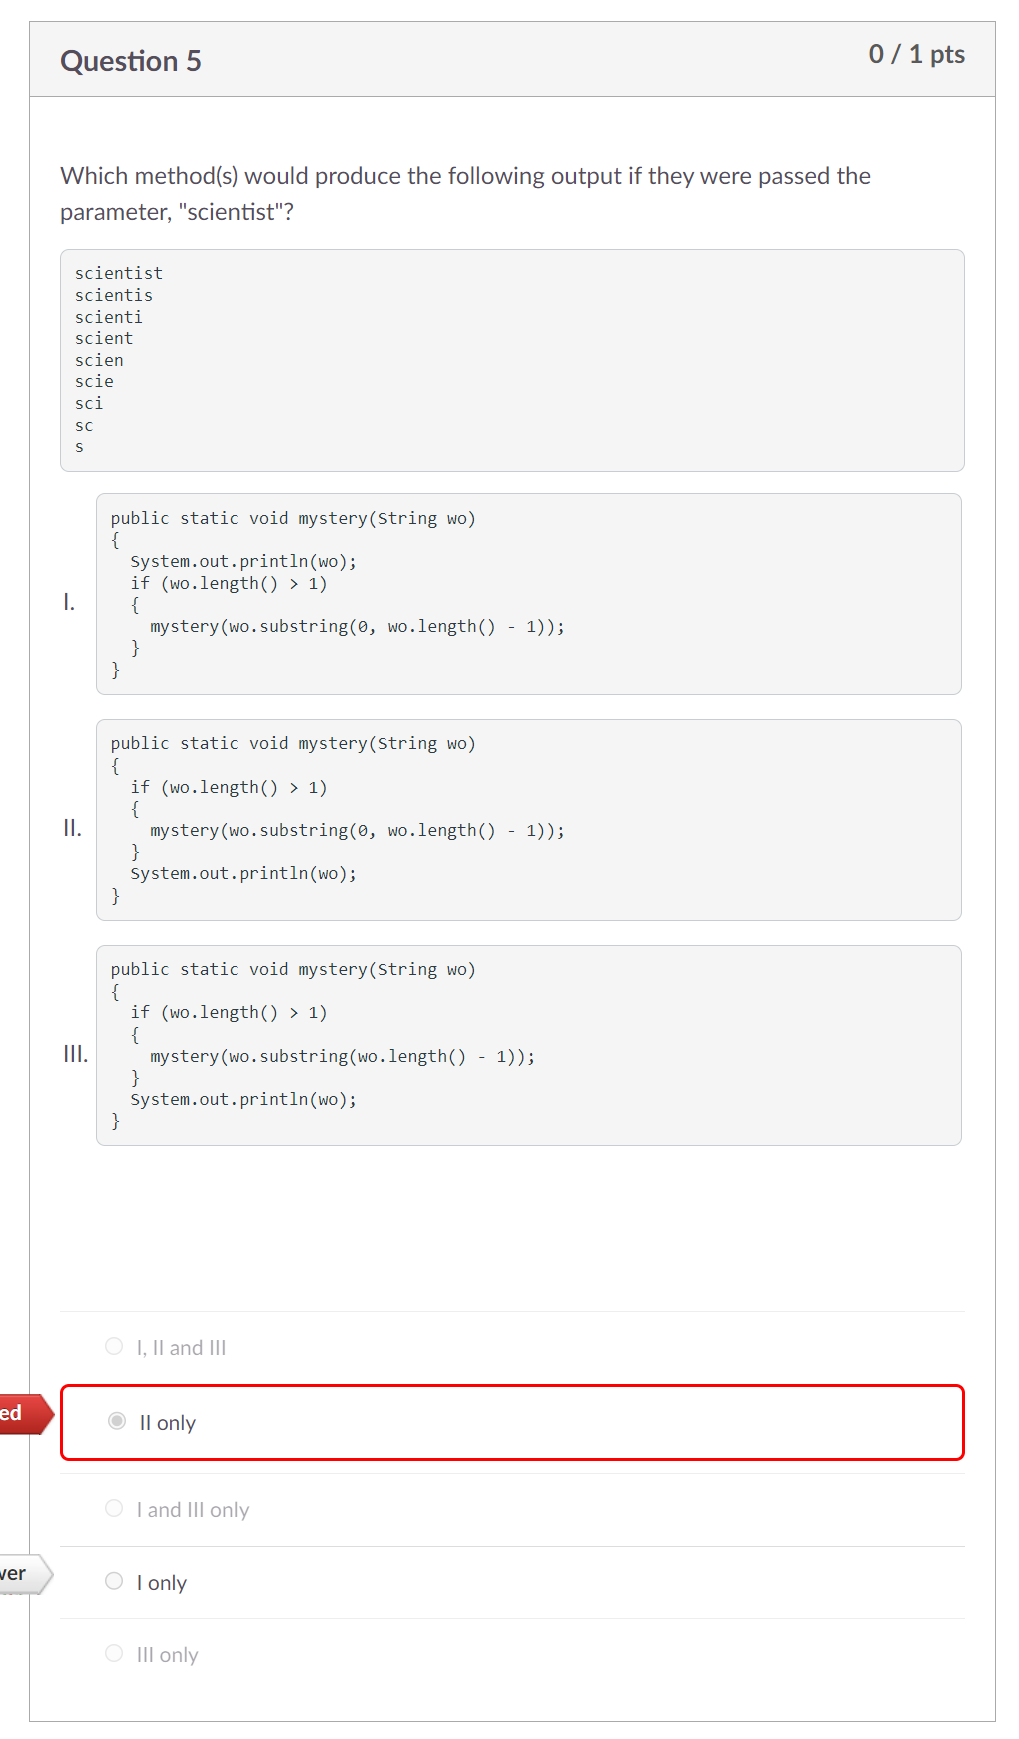 Question 5
0 / 1 pts
Which method(s) would produce the following output if they were passed the
parameter, "scientist"?
scientist
scientis
scienti
scient
scien
scie
sci
sc
s
I.
public static void mystery(String wo)
{
  System.out.println(wo);
  if (wo.length() > 1)
  {
    mystery(wo.substring(0, wo.length() - 1));
  }
}
II.
public static void mystery(String wo)
{
  if (wo.length() > 1)
  {
    mystery(wo.substring(0, wo.length() - 1));
  }
  System.out.println(wo);
}
III.
public static void mystery(String wo)
{
  if (wo.length() > 1)
  {
    mystery(wo.substring(wo.length() - 1));
  }
  System.out.println(wo);
}
I, II and III
ed
II only
I and III only
ver
I only
III only